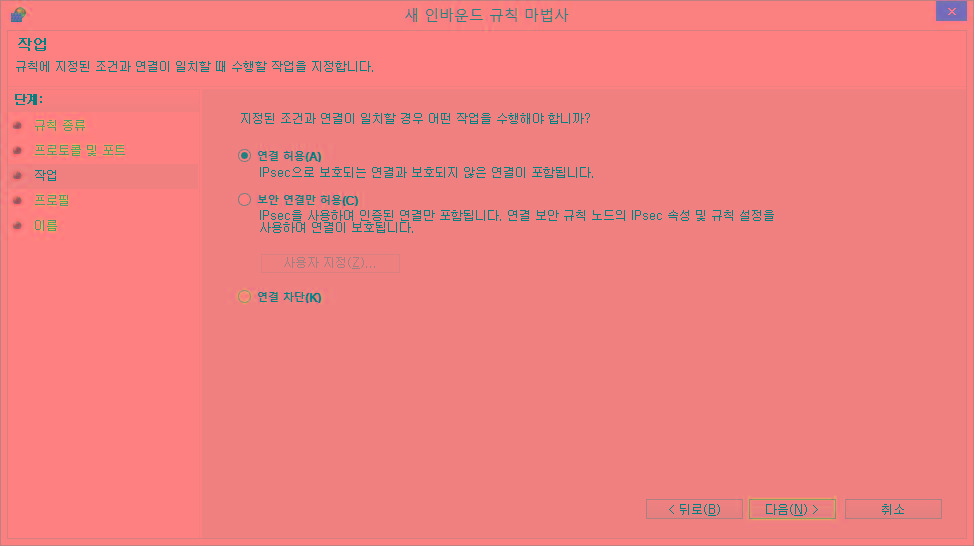 새 인바운드 규칙 마법사
작업
규칙에 지정된 조건과 연결이 일치할 때 수행할 작업을 지정합니다.
단계:
규칙 종류
프로토콜 및 포트
작업
프로필
이름
지정된 조건과 연결이 일치할 경우 어떤 작업을 수행해야 합니까?
연결 허용(A)
IPsec으로 보호되는 연결과 보호되지 않은 연결이 포함됩니다.
보안 연결만 허용(C)
IPsec을 사용하여 인증된 연결만 포함됩니다. 연결 보안 규칙 노드의 IPsec 속성 및 규칙 설정을
사용하여 연결이 보호됩니다.
사용자 지정(Z)...
연결 차단(K)
< 뒤로(B)
다음(N) >
취소